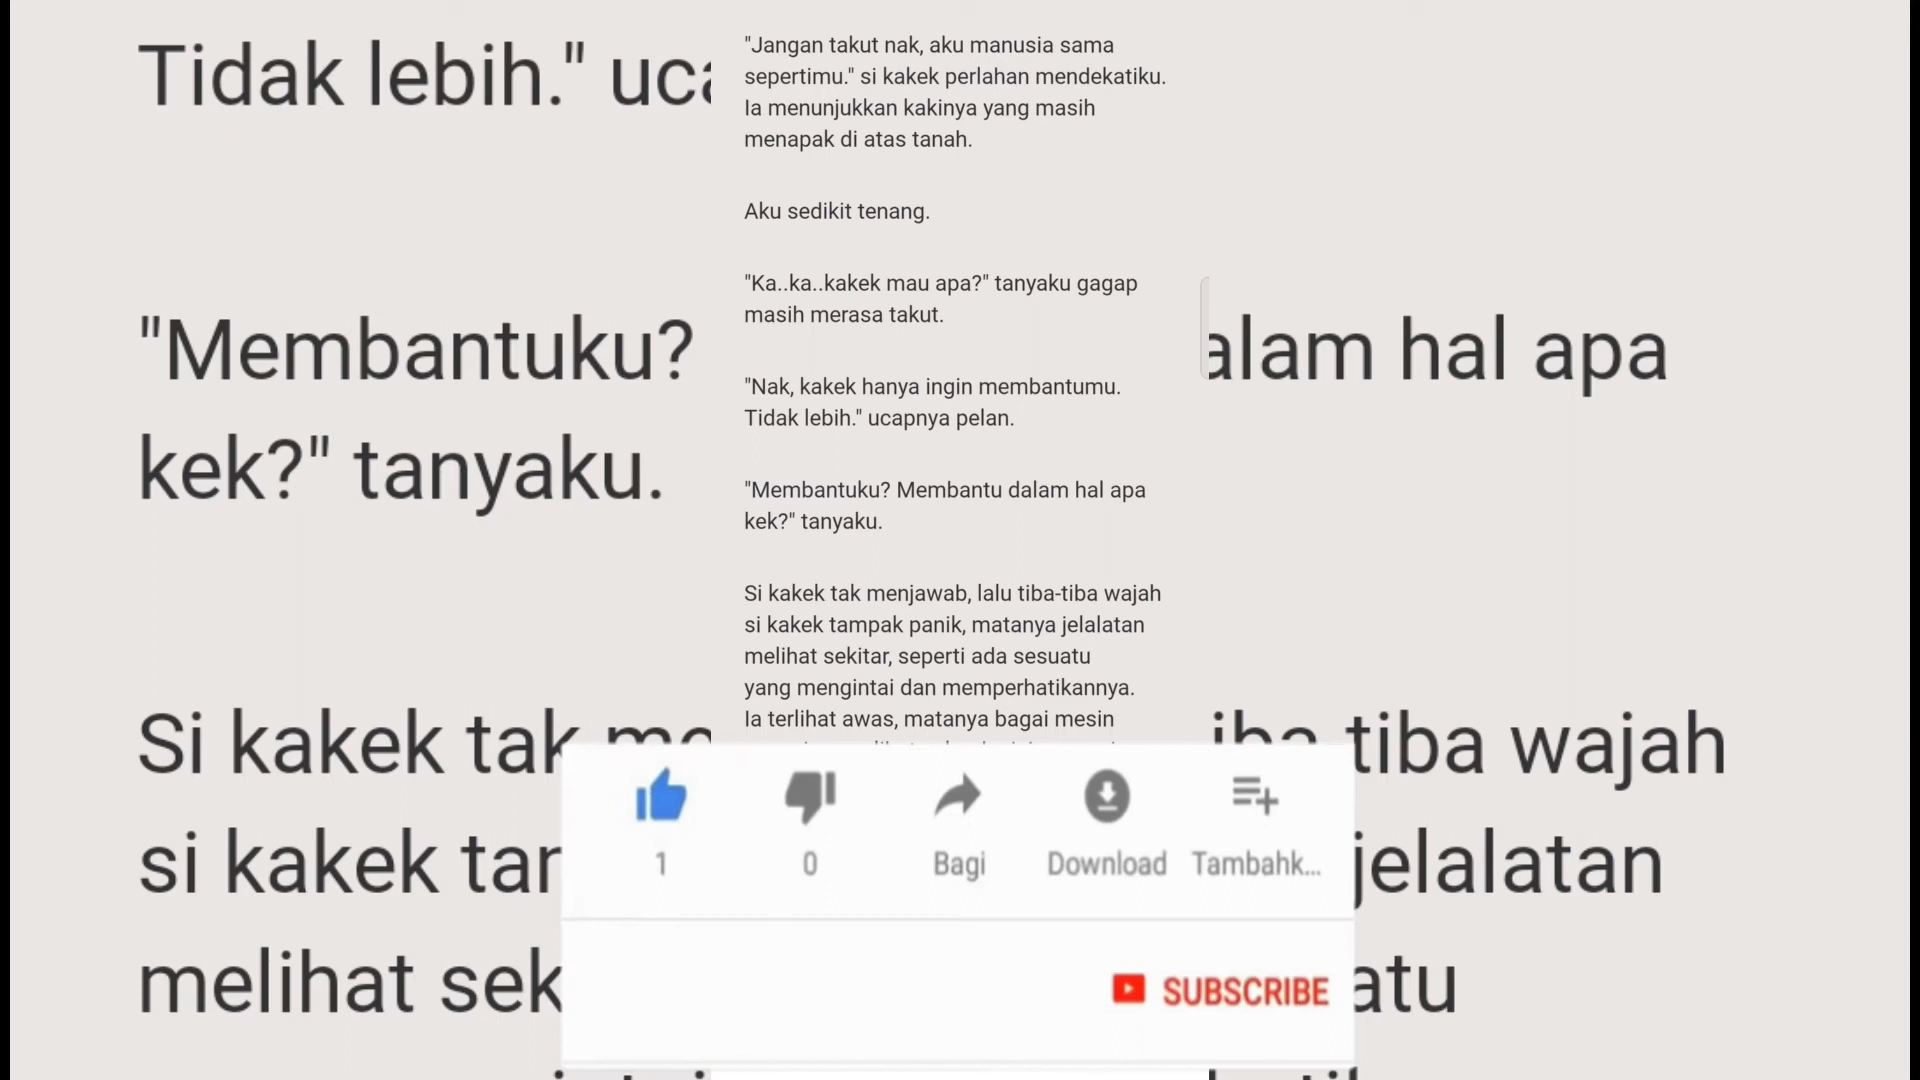 "Jangan takut nak, aku manusia sama
sepertimu." si kakek perlahan mendekatiku.
Ia menunjukkan kakinya yang masih
menapak di atas tanah.
Aku sedikit tenang.
"Ka..ka..kakek mau apa?" tanyaku gagap
masih merasa takut.
"Nak, kakek hanya ingin membantumu.
Tidak lebih." ucapnya pelan.
"Membantuku? Membantu dalam hal apa
kek?" tanyaku.
Si kakek tak menjawab, lalu tiba-tiba wajah
si kakek tampak panik, matanya jelalatan
melihat sekitar, seperti ada sesuatu
yang mengintai dan memperhatikannya.
Ia terlihat awas, matanya bagai mesin
Tidak lebih."
"Membantuku? hal apa
kek?" tanyaku.
Si kakek tak tiba wajah
si kakek jelalatan
melihat
1 0 Bagi Download Tambahk...
SUBSCRIBE